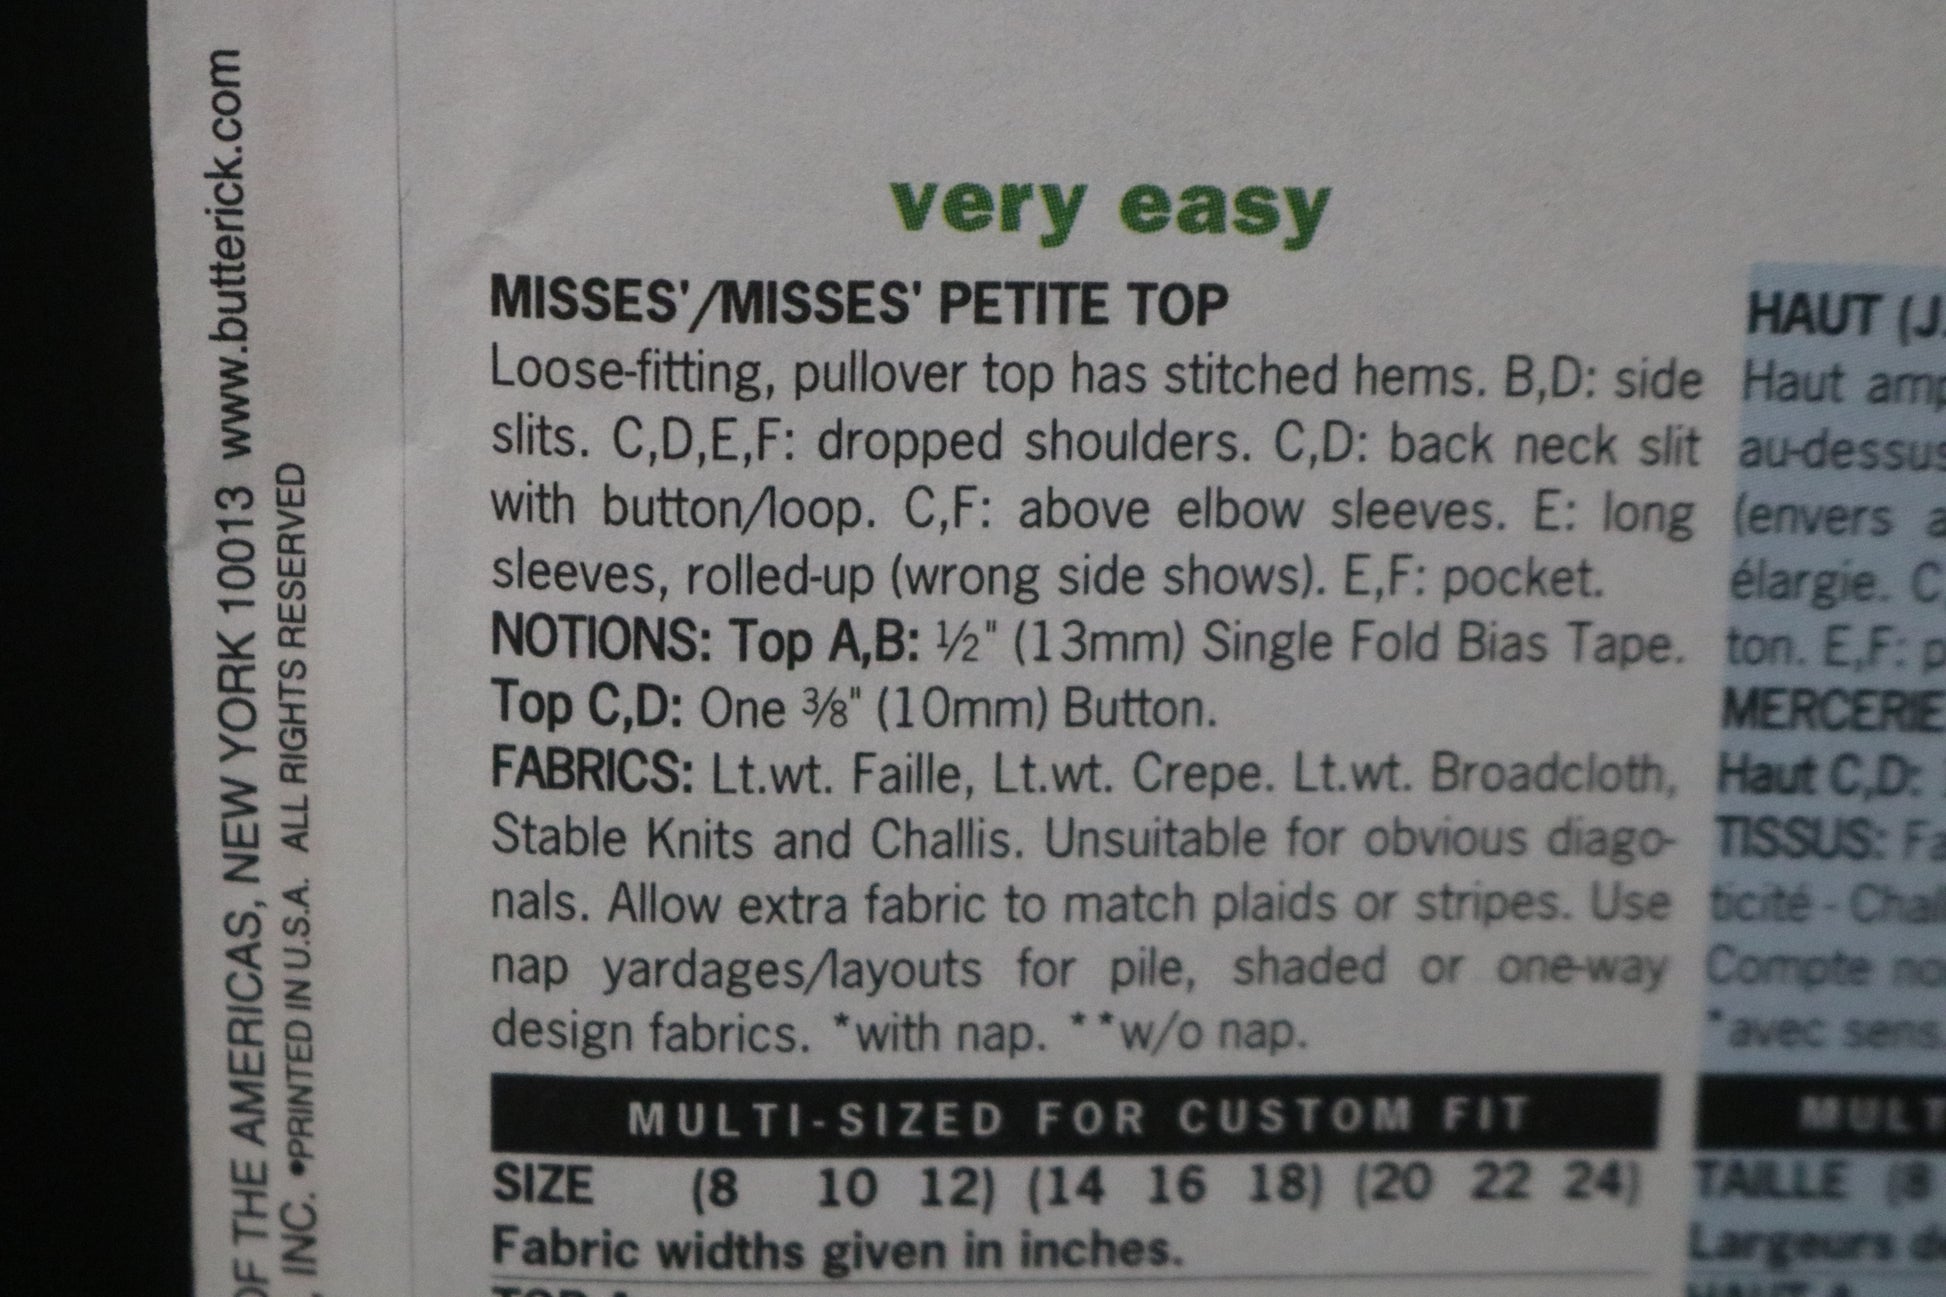 OF THE AMERICAS, NEW YORK 10013 www.butterick.com
, INC. •PRINTED IN U.S.A. ALL RIGHTS RESERVED
very easy
MISSES'/MISSES' PETITE TOP
Loose-fitting, pullover top has stitched hems. B,D: side
slits. C,D,E,F: dropped shoulders. C,D: back neck slit
with button/loop. C,F: above elbow sleeves. E: long
sleeves, rolled-up (wrong side shows). E,F: pocket.
NOTIONS: Top A,B: ½" (13mm) Single Fold Bias Tape.
Top C,D: One ⅜" (10mm) Button.
FABRICS: Lt.wt. Faille, Lt.wt. Crepe. Lt.wt. Broadcloth,
Stable Knits and Challis. Unsuitable for obvious diago-
nals. Allow extra fabric to match plaids or stripes. Use
nap yardages/layouts for pile, shaded or one-way
design fabrics. *with nap. **w/o nap.
MULTI-SIZED FOR CUSTOM FIT
SIZE (8 10 12) (14 16 18) (20 22 24)
Fabric widths given in inches.
HAUT (J.
Haut
au-dessus
(envers
élargie. C
ton. E,F:
MERCERIE
Haut C,D:
TISSUS:
ticité -
Compte
*avec sens.
TAILLE (8
Largeurs